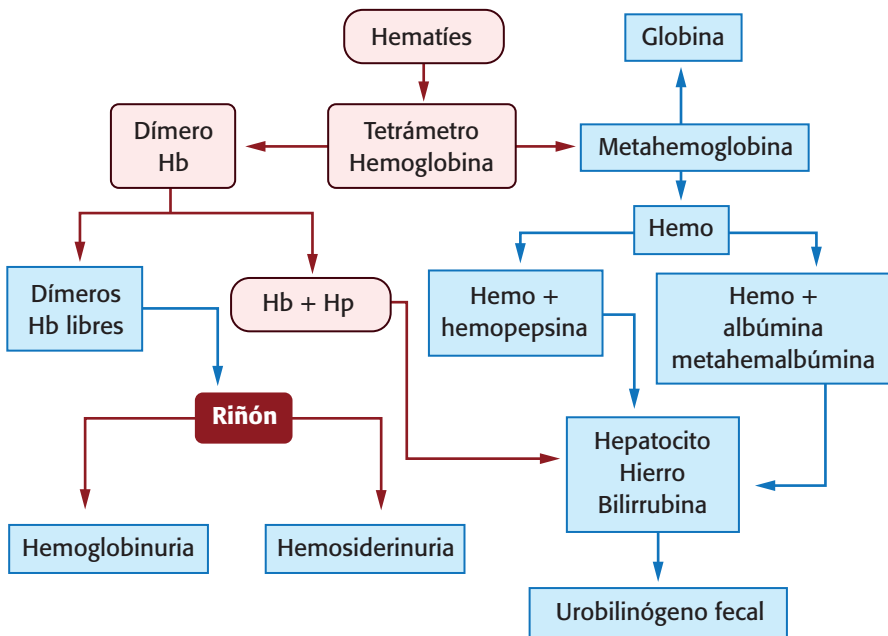 Hematíes
Globina
Dímero
Hb
Tetrámetro
Hemoglobina
Metahemoglobina
Hemo
Dímeros
Hb libres
Hb + Hp
Hemo +
hemopepsina
Hemo +
albúmina
metahemalbúmina
Riñón
Hepatocito
Hierro
Bilirrubina
Hemoglobinuria
Hemosiderinuria
Urobilinógeno fecal